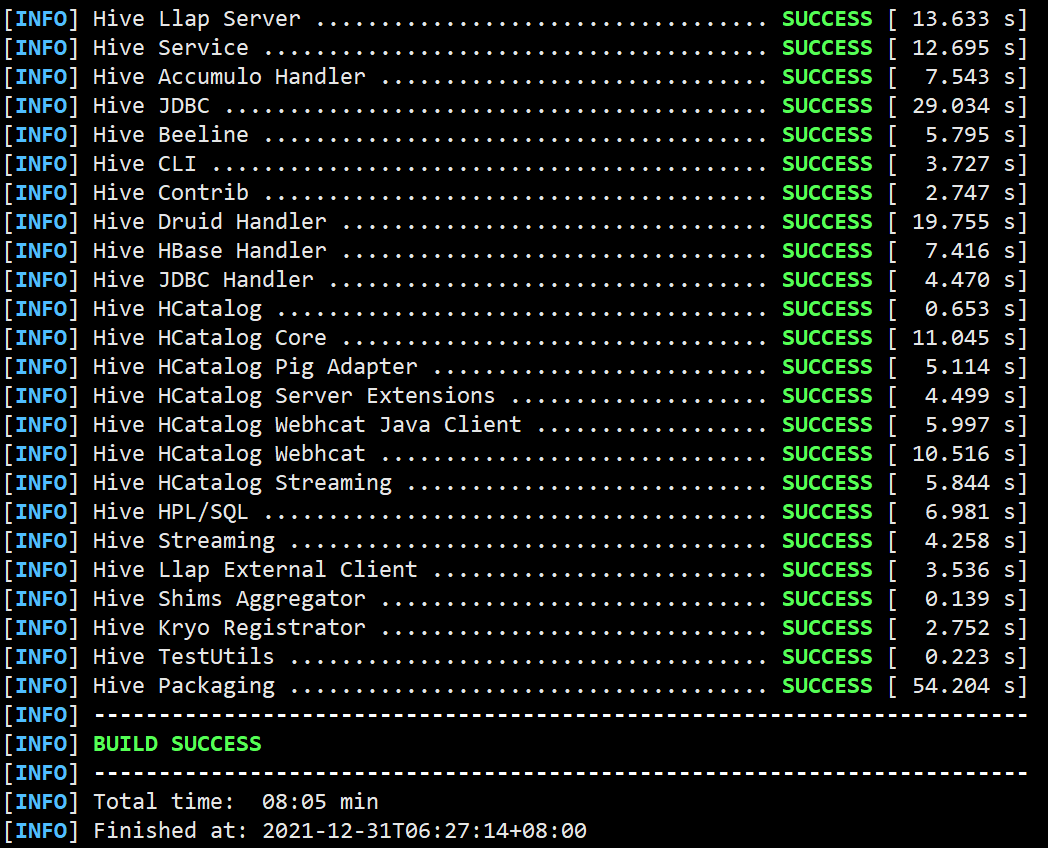 [INFO] Hive Llap Server ................................... SUCCESS [ 13.633 s]
[INFO] Hive Service ....................................... SUCCESS [ 12.695 s]
[INFO] Hive Accumulo Handler .............................. SUCCESS [  7.543 s]
[INFO] Hive JDBC .......................................... SUCCESS [ 29.034 s]
[INFO] Hive Beeline ....................................... SUCCESS [  5.795 s]
[INFO] Hive CLI ........................................... SUCCESS [  3.727 s]
[INFO] Hive Contrib ....................................... SUCCESS [  2.747 s]
[INFO] Hive Druid Handler ................................. SUCCESS [ 19.755 s]
[INFO] Hive HBase Handler ................................. SUCCESS [  7.416 s]
[INFO] Hive JDBC Handler .................................. SUCCESS [  4.470 s]
[INFO] Hive HCatalog ...................................... SUCCESS [  0.653 s]
[INFO] Hive HCatalog Core ................................. SUCCESS [ 11.045 s]
[INFO] Hive HCatalog Pig Adapter .......................... SUCCESS [  5.114 s]
[INFO] Hive HCatalog Server Extensions .................... SUCCESS [  4.499 s]
[INFO] Hive HCatalog Webhcat Java Client .................. SUCCESS [  5.997 s]
[INFO] Hive HCatalog Webhcat .............................. SUCCESS [ 10.516 s]
[INFO] Hive HCatalog Streaming ............................ SUCCESS [  5.844 s]
[INFO] Hive HPL/SQL ....................................... SUCCESS [  6.981 s]
[INFO] Hive Streaming ..................................... SUCCESS [  4.258 s]
[INFO] Hive Llap External Client .......................... SUCCESS [  3.536 s]
[INFO] Hive Shims Aggregator .............................. SUCCESS [  0.139 s]
[INFO] Hive Kryo Registrator .............................. SUCCESS [  2.752 s]
[INFO] Hive TestUtils ..................................... SUCCESS [  0.223 s]
[INFO] Hive Packaging ..................................... SUCCESS [ 54.204 s]
[INFO] ------------------------------------------------------------------------
[INFO] BUILD SUCCESS
[INFO] ------------------------------------------------------------------------
[INFO] Total time:  08:05 min
[INFO] Finished at: 2021-12-31T06:27:14+08:00